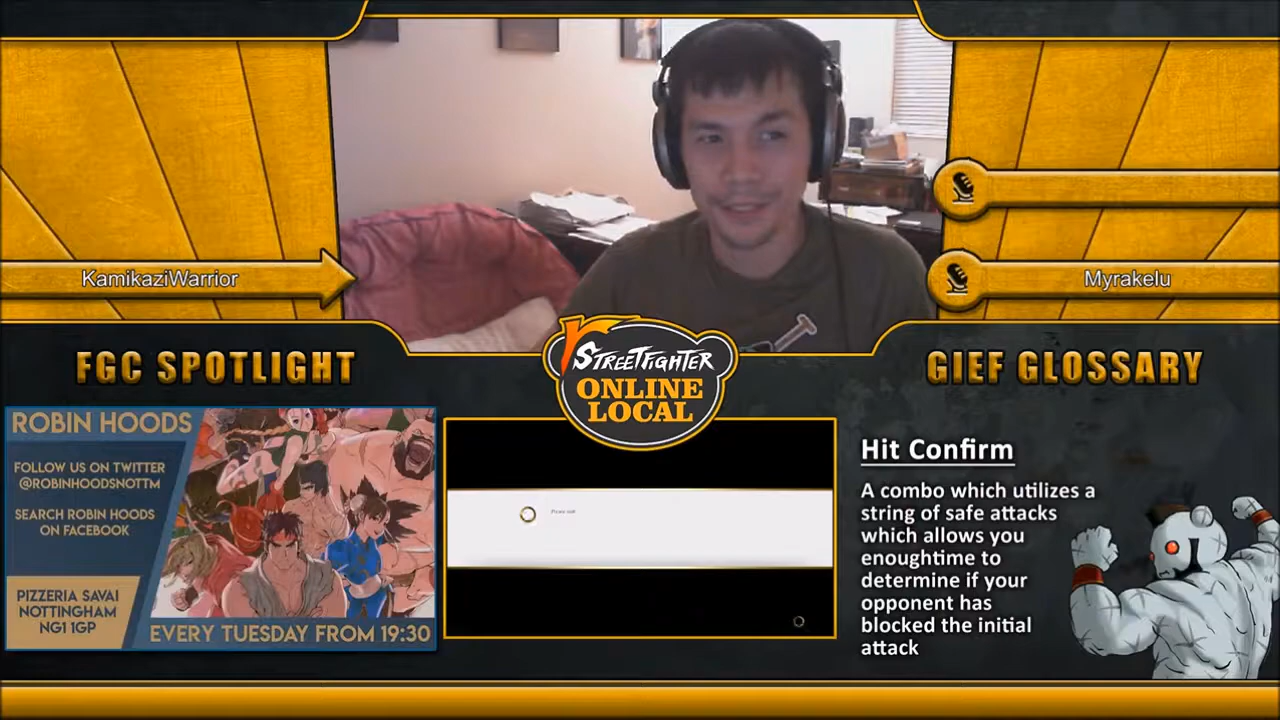 KamikaziWarrior
Myrakelu
FGC SPOTLIGHT
ROBIN HOODS
FOLLOW US ON TWITTER
@ROBINHOODSNOTTM
SEARCH ROBIN HOODS
ON FACEBOOK
PIZZERIA SAVAI
NOTTINGHAM
NG1 1GP
EVERY TUESDAY FROM 19:30
r
STREETFIGHTER
ONLINE
LOCAL
GIEF GLOSSARY
Hit Confirm
A combo which utilizes a
string of safe attacks
which allows you
enoughtime to
determine if your
opponent has
blocked the initial
attack